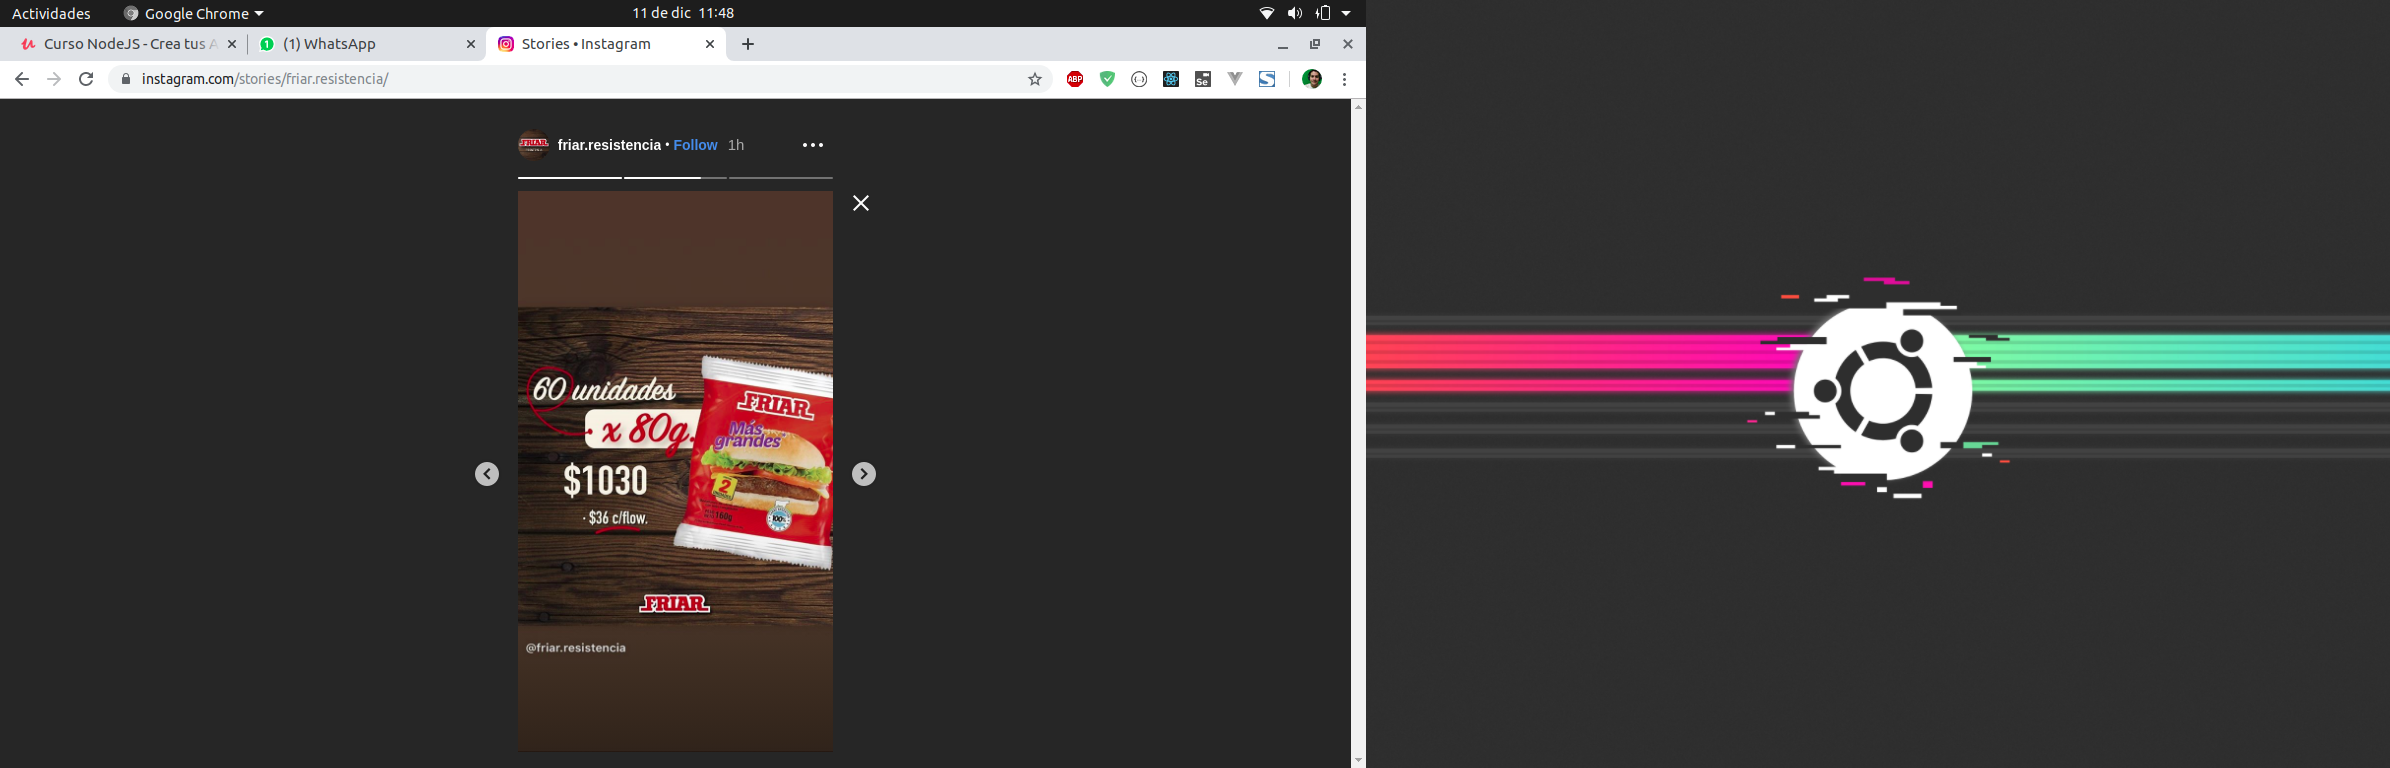 Actividades
Google Chrome
11 de dic 11:48
Curso NodeJS - Crea tus A
(1) WhatsApp
Stories • Instagram
instagram.com/stories/friar.resistencia/
ABP
Se
friar.resistencia • Follow 1h
60 unidades
x 80g.
$1030
· $36 c/flow.
FRIAR
Más
grandes
2
160g
100%
FRIAR
@friar.resistencia